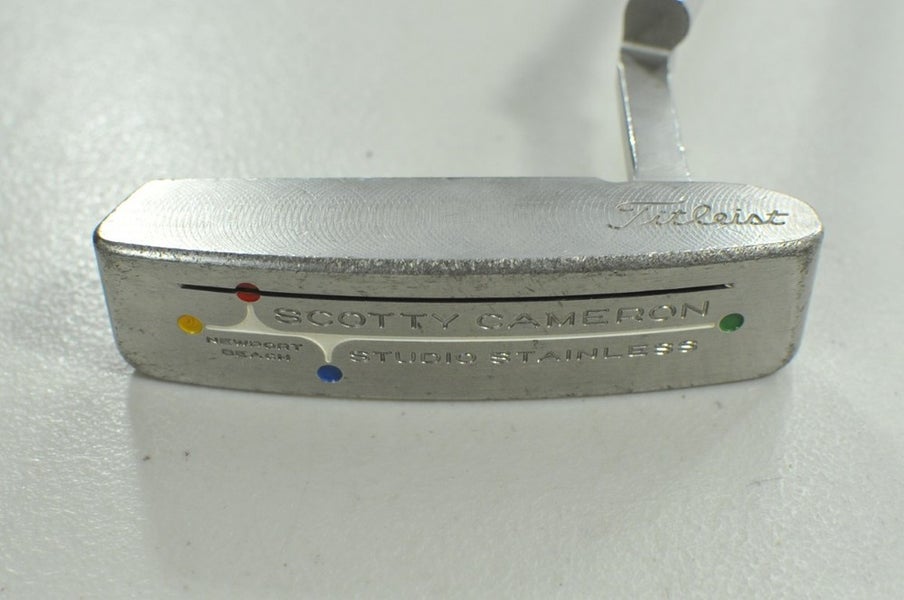 Titleist
SCOTTY CAMERON
NEWPORT
BEACH
STUDIO STAINLESS